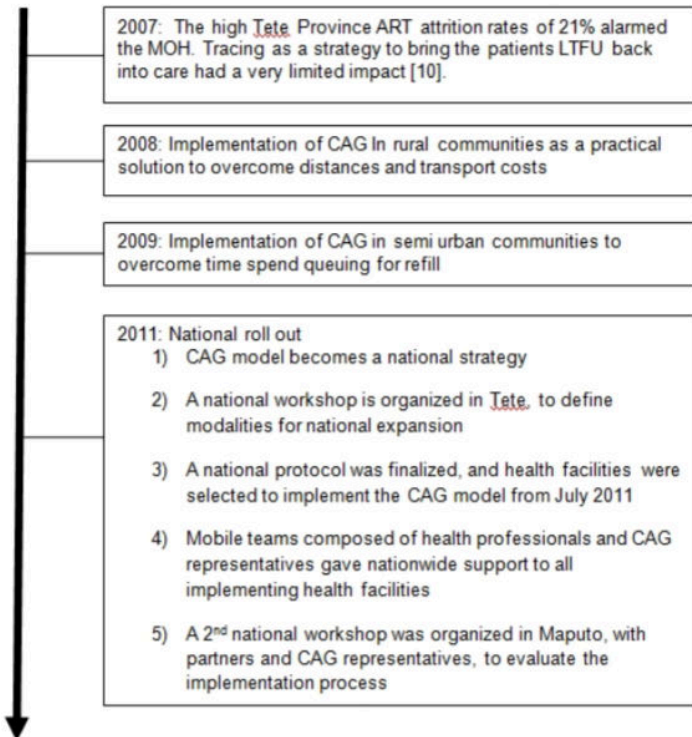 2007: The high Tete Province ART attrition rates of 21% alarmed
the MOH. Tracing as a strategy to bring the patients LTFU back
into care had a very limited impact [10].
2008: Implementation of CAG In rural communities as a practical
solution to overcome distances and transport costs
2009: Implementation of CAG in semi urban communities to
overcome time spend queuing for refill
2011: National roll out
1) CAG model becomes a national strategy
2) A national workshop is organized in Tete, to define
modalities for national expansion
3) A national protocol was finalized, and health facilities were
selected to implement the CAG model from July 2011
4) Mobile teams composed of health professionals and CAG
representatives gave nationwide support to all
implementing health facilities
5) A 2nd national workshop was organized in Maputo, with
partners and CAG representatives, to evaluate the
implementation process